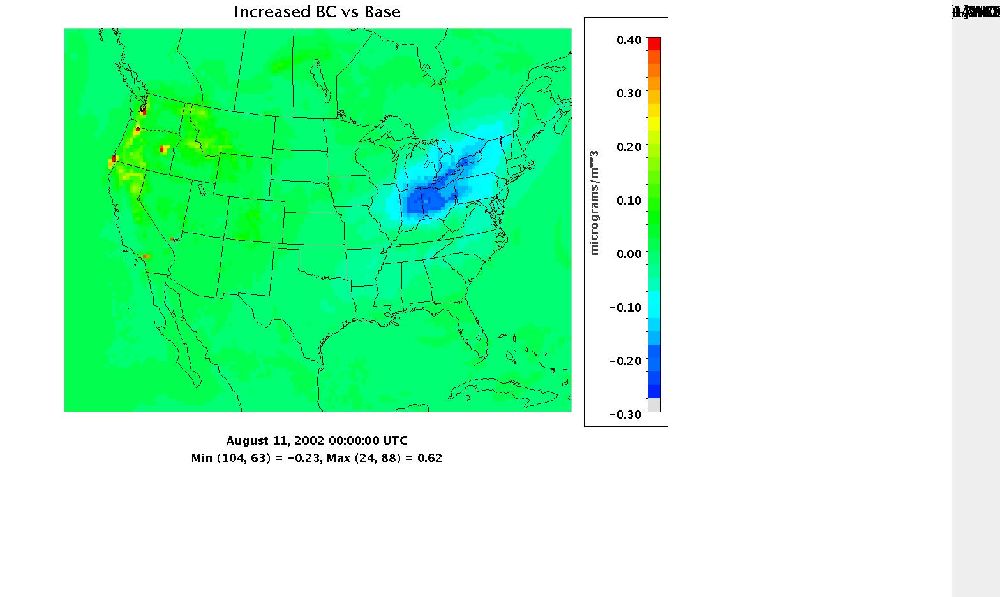 Increased BC vs Base
0.40
0.30
0.20
0.10
0.00
-0.10
-0.20
-0.30
micrograms/m**3
August 11, 2002 00:00:00 UTC
Min (104, 63) = -0.23, Max (24, 88) = 0.62